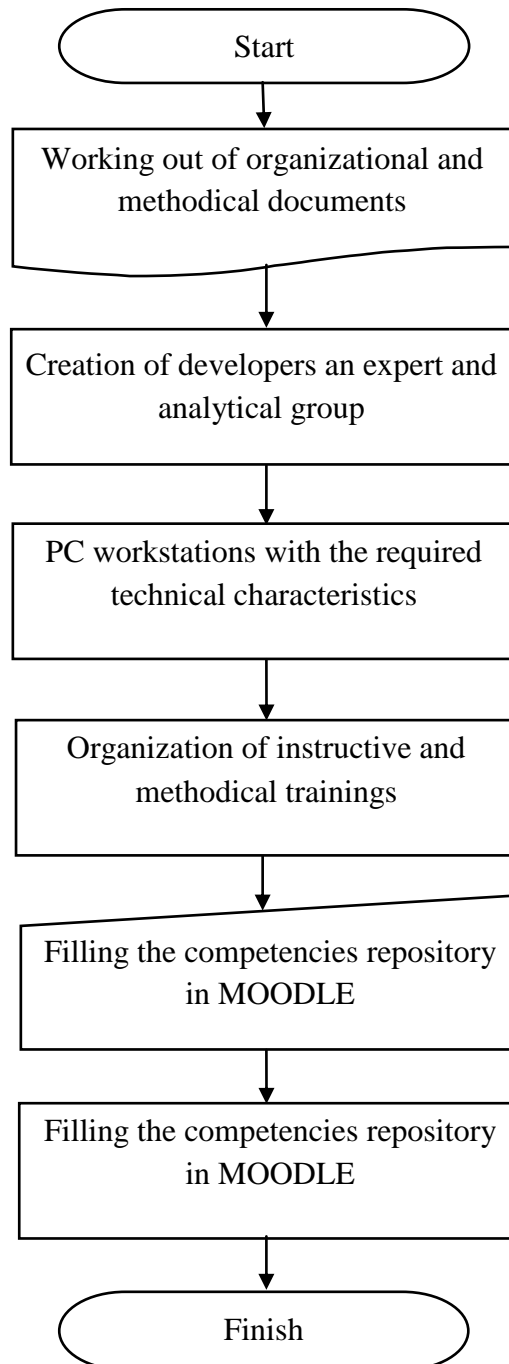 Start
Working out of organizational and
methodical documents
Creation of developers an expert and
analytical group
PC workstations with the required
technical characteristics
Organization of instructive and
methodical trainings
Filling the competencies repository
in MOODLE
Filling the competencies repository
in MOODLE
Finish